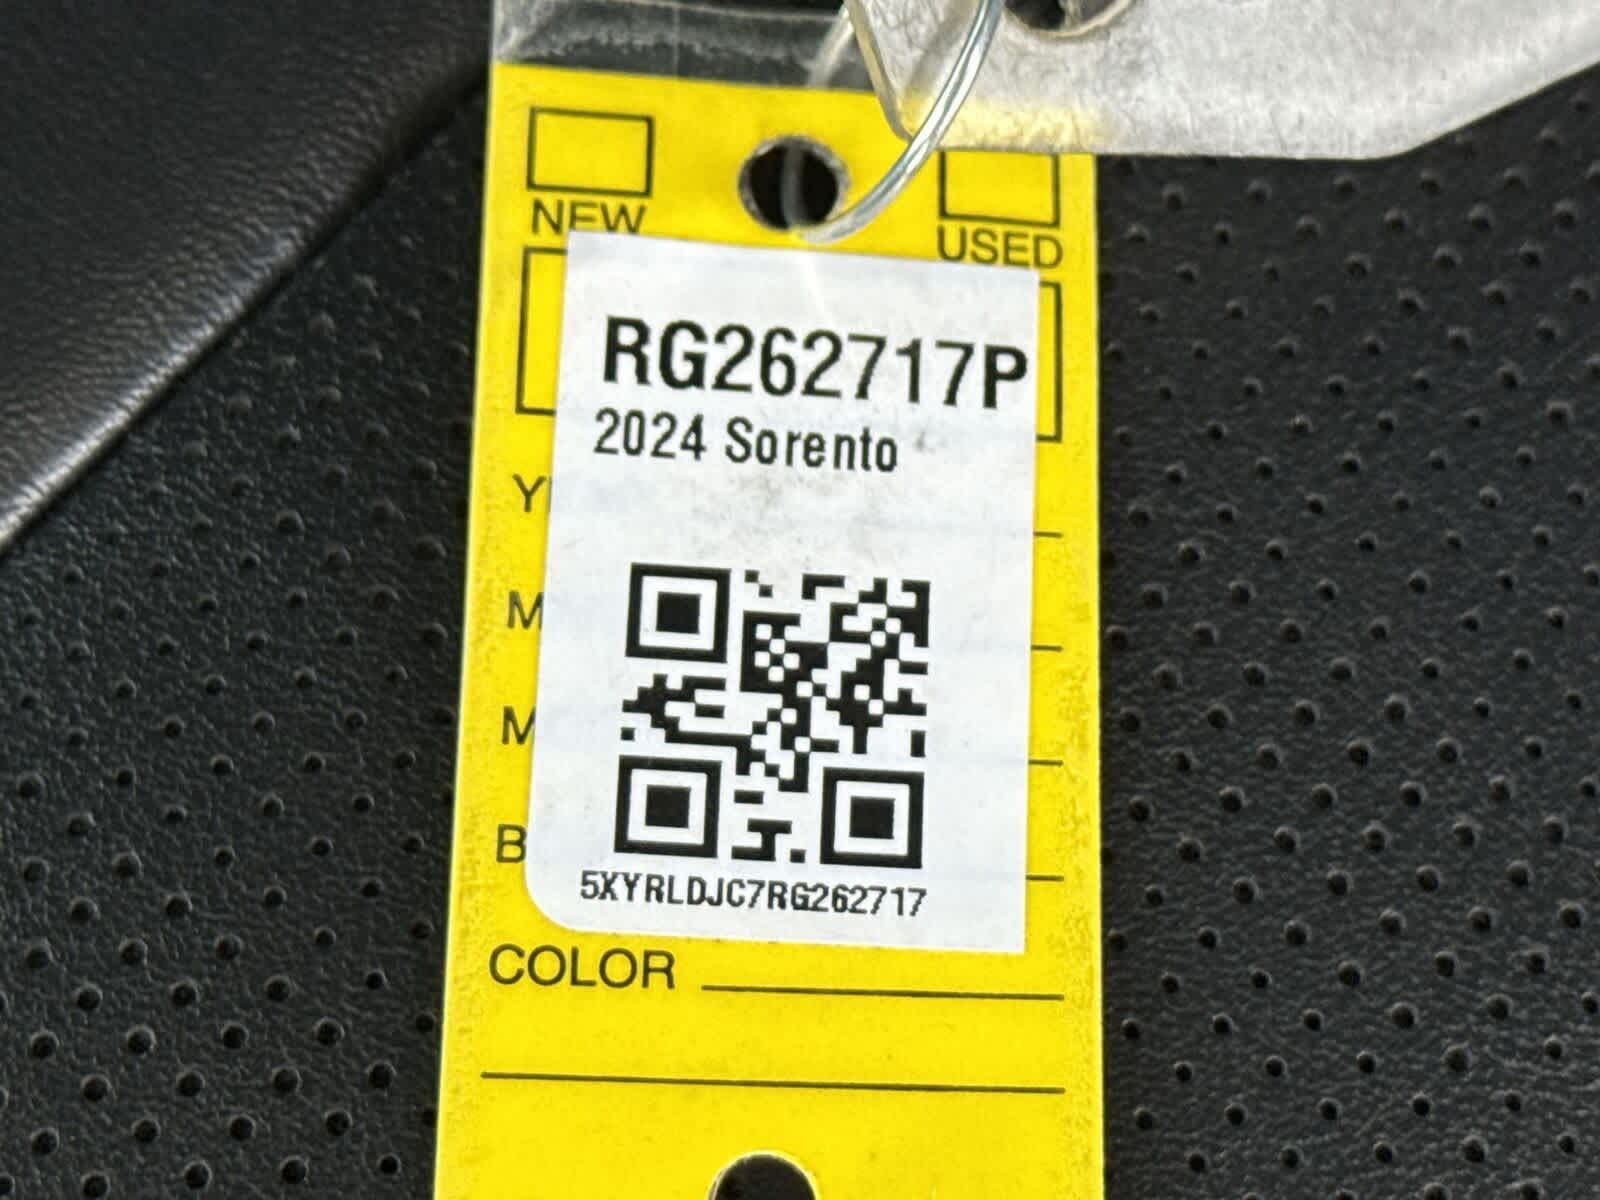 NEW
USED
RG262717P
2024 Sorento
Y
M
M
B
5XYRLDJC7RG262717
COLOR